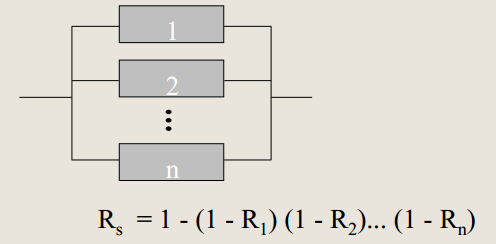 1
2
n
Rₛ = 1 - (1 - R₁) (1 - R₂)... (1 - Rₙ)